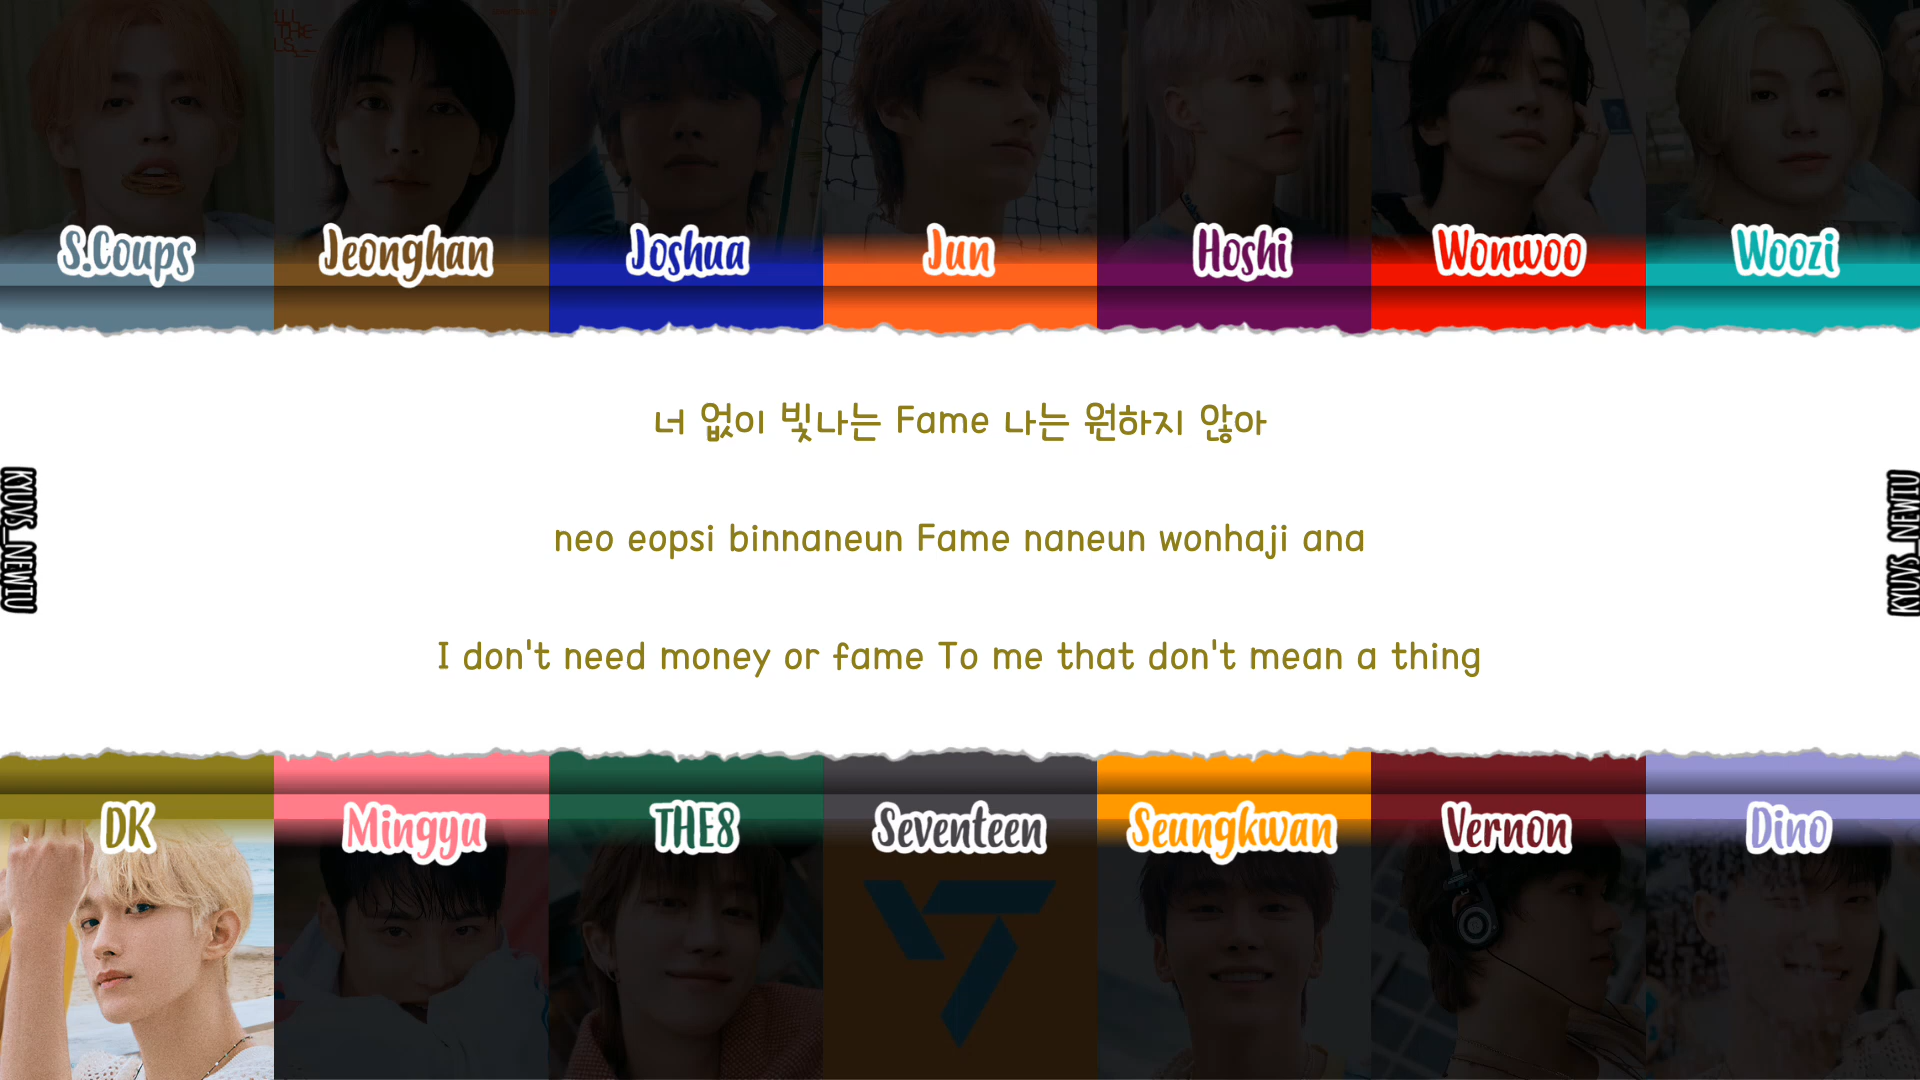 S.Coups
Jeonghan
Joshua
Jun
Hoshi
Wonwoo
Woozi
너 없이 빛나는 Fame 나는 원하지 않아
neo eopsi binnaneun Fame naneun wonhaji ana
I don't need money or fame To me that don't mean a thing
KYUVS_NEWIU
KYUVS_NEWIU
DK
Mingyu
THE8
Seventeen
Seungkwan
Vernon
Dino